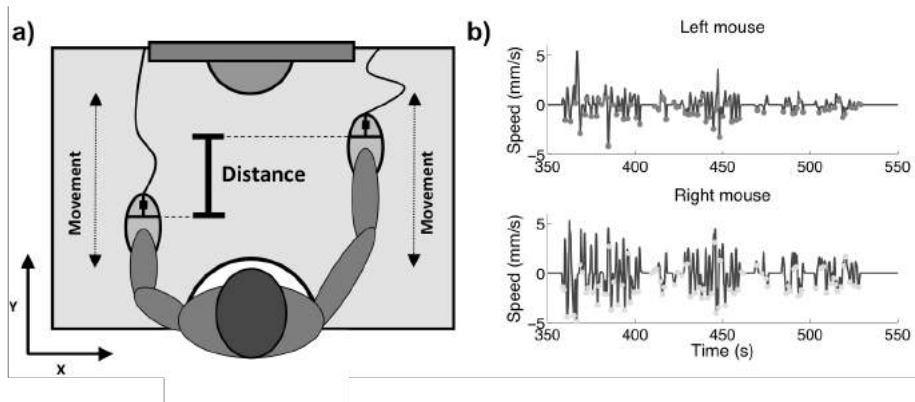 a)
Movement
Distance
Movement
Y
X
b)
Left mouse
Speed (mm/s)
5
0
−5
350 400 450 500 550
Right mouse
Speed (mm/s)
5
0
−5
350 400 450 500 550
Time (s)